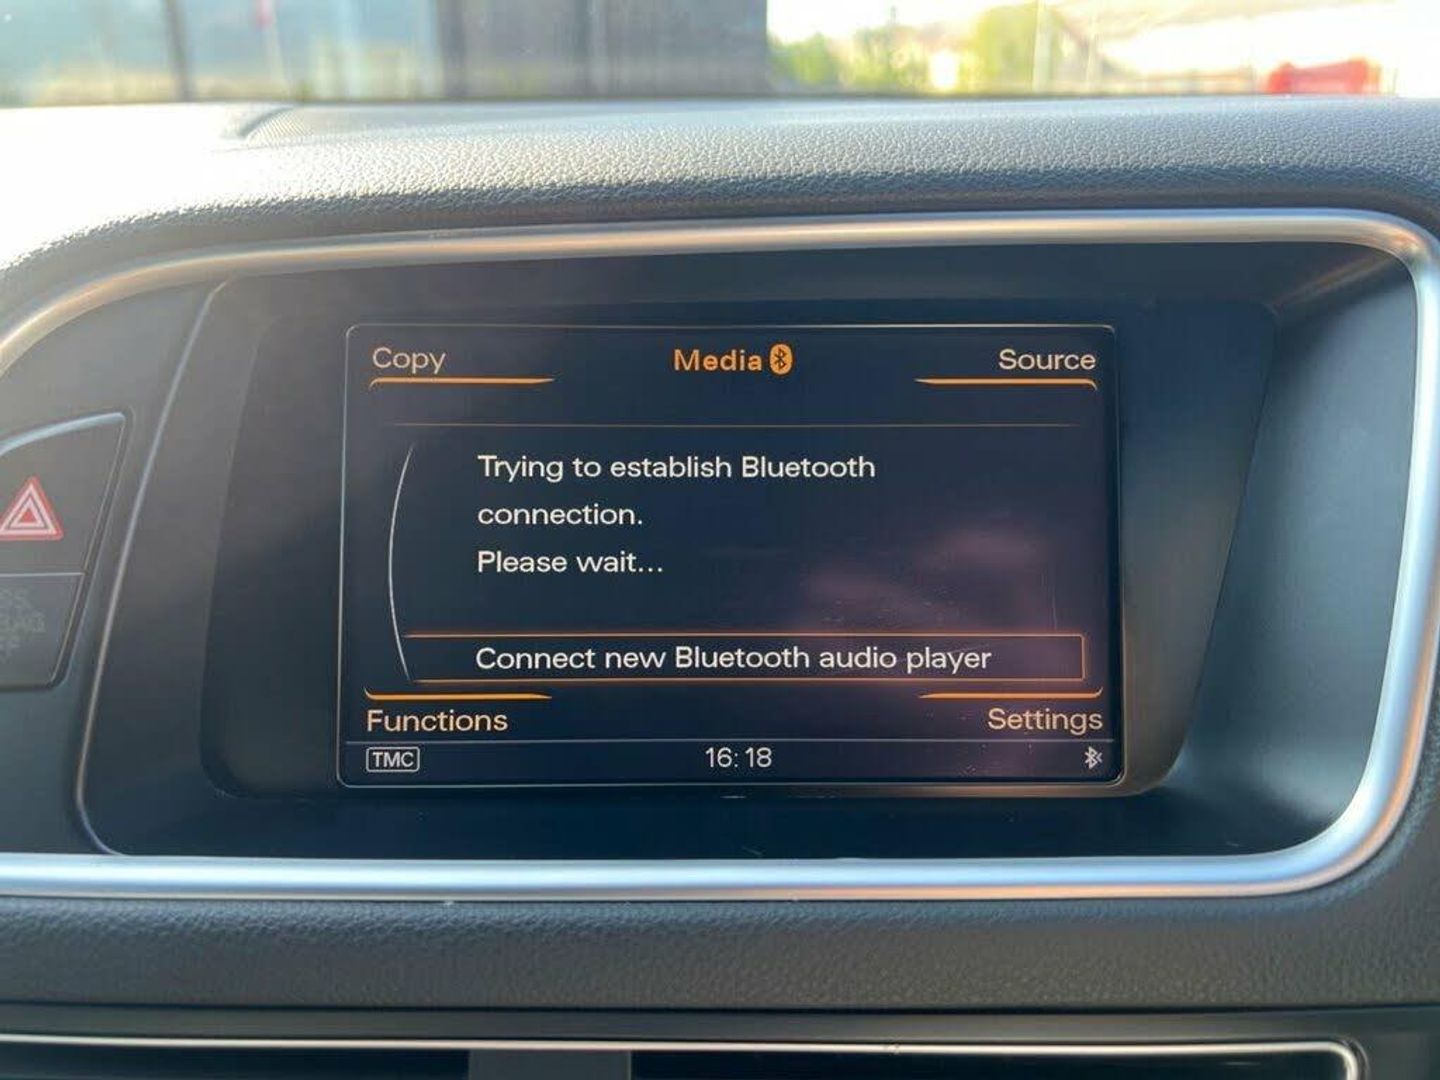 Copy
Media
Source
Trying to establish Bluetooth
connection.
Please wait...
Connect new Bluetooth audio player
Functions
Settings
TMC
16:18